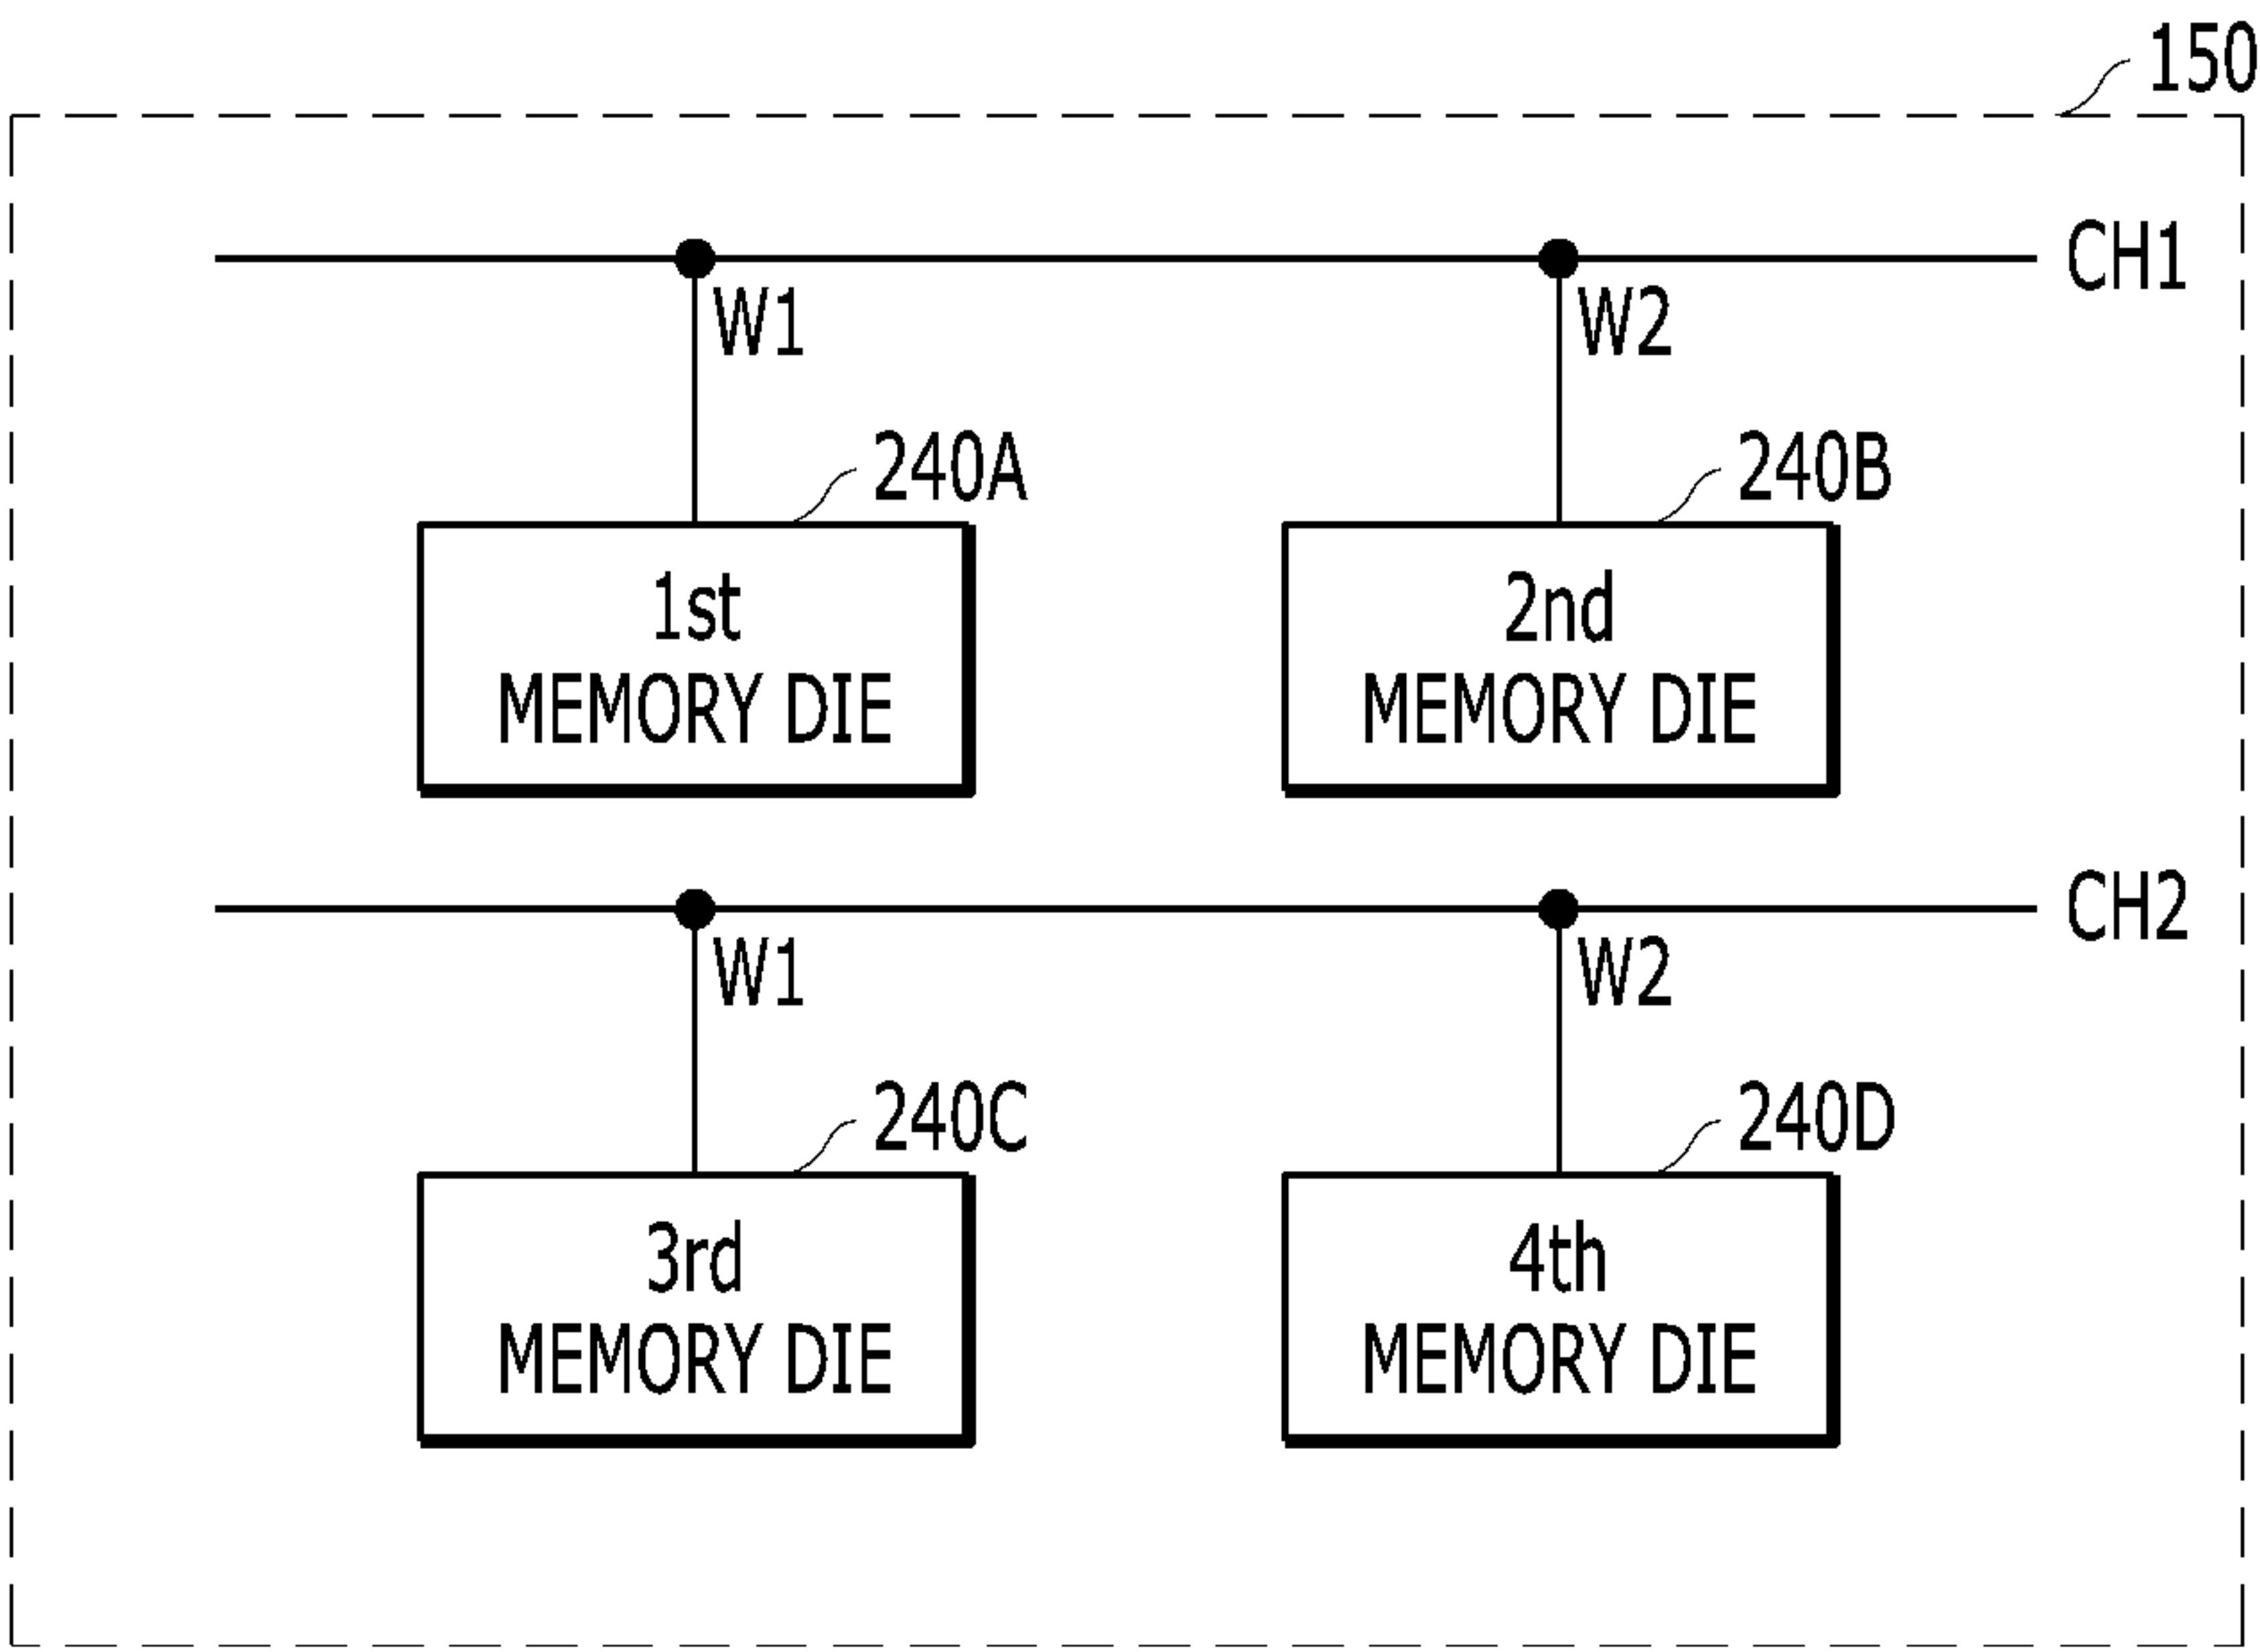 150
CH1
W1
W2
240A
240B
1st
MEMORY DIE
2nd
MEMORY DIE
CH2
W1
W2
240C
240D
3rd
MEMORY DIE
4th
MEMORY DIE